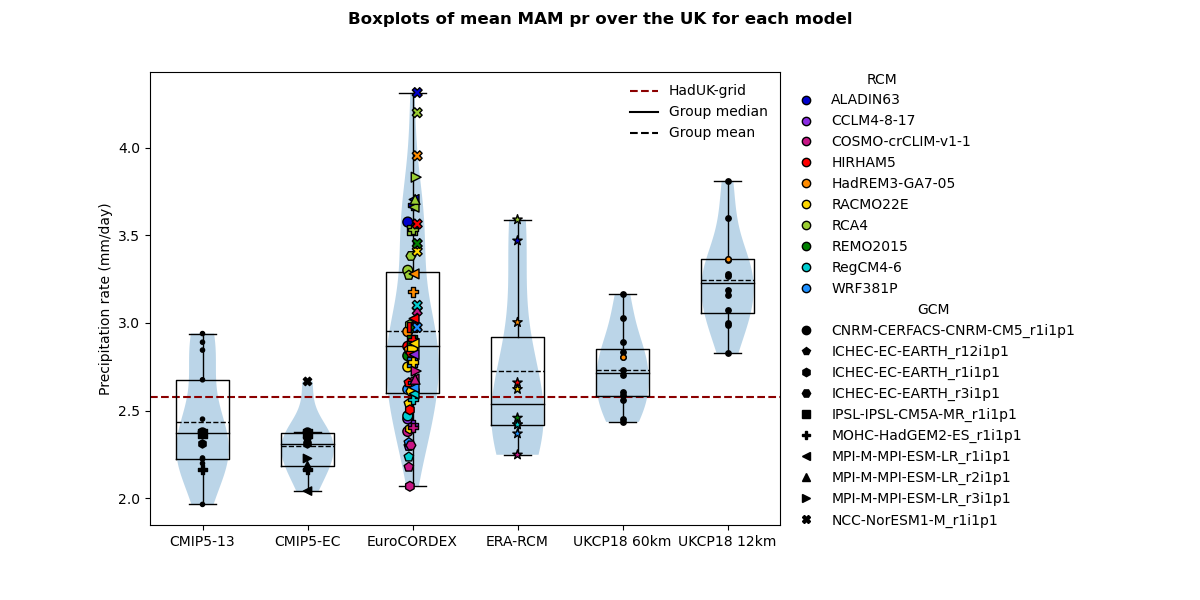 Boxplots of mean MAM pr over the UK for each model
Precipitation rate (mm/day)
4.0
3.5
3.0
2.5
2.0
CMIP5-13
CMIP5-EC
EuroCORDEX
ERA-RCM
UKCP18 60km
UKCP18 12km
HadUK-grid
Group median
Group mean
RCM
ALADIN63
CCLM4-8-17
COSMO-crCLIM-v1-1
HIRHAM5
HadREM3-GA7-05
RACMO22E
RCA4
REMO2015
RegCM4-6
WRF381P
GCM
CNRM-CERFACS-CNRM-CM5_r1i1p1
ICHEC-EC-EARTH_r12i1p1
ICHEC-EC-EARTH_r1i1p1
ICHEC-EC-EARTH_r3i1p1
IPSL-IPSL-CM5A-MR_r1i1p1
MOHC-HadGEM2-ES_r1i1p1
MPI-M-MPI-ESM-LR_r1i1p1
MPI-M-MPI-ESM-LR_r2i1p1
MPI-M-MPI-ESM-LR_r3i1p1
NCC-NorESM1-M_r1i1p1